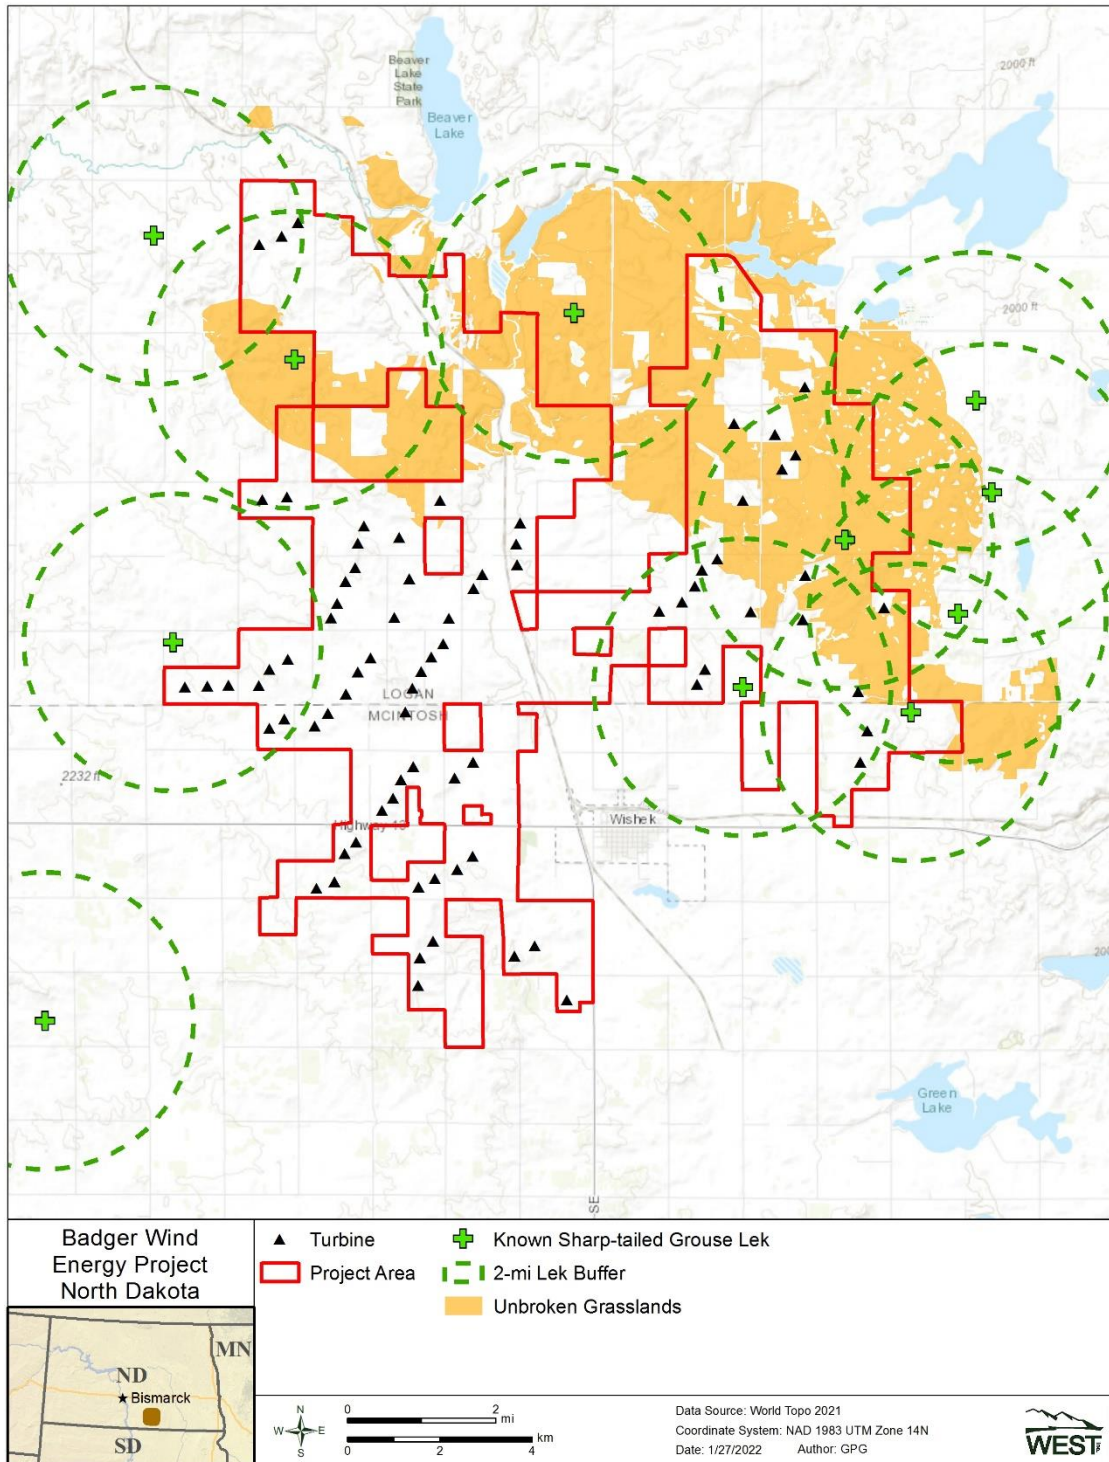 2000 ft
Beaver
Lake
State
Park
Beaver
Lake
2000 ft
LOGAN
MCINTOSH
2232 ft
Wishek
Highway 13
200
Green
Lake
SE
Badger Wind
Energy Project
North Dakota
Turbine
Project Area
Known Sharp-tailed Grouse Lek
2-mi Lek Buffer
Unbroken Grasslands
MN
ND
Bismarck
SD
N
W E
S
0 2
mi
km
0 2 4
Data Source: World Topo 2021
Coordinate System: NAD 1983 UTM Zone 14N
Date: 1/27/2022 Author: GPG
WEST